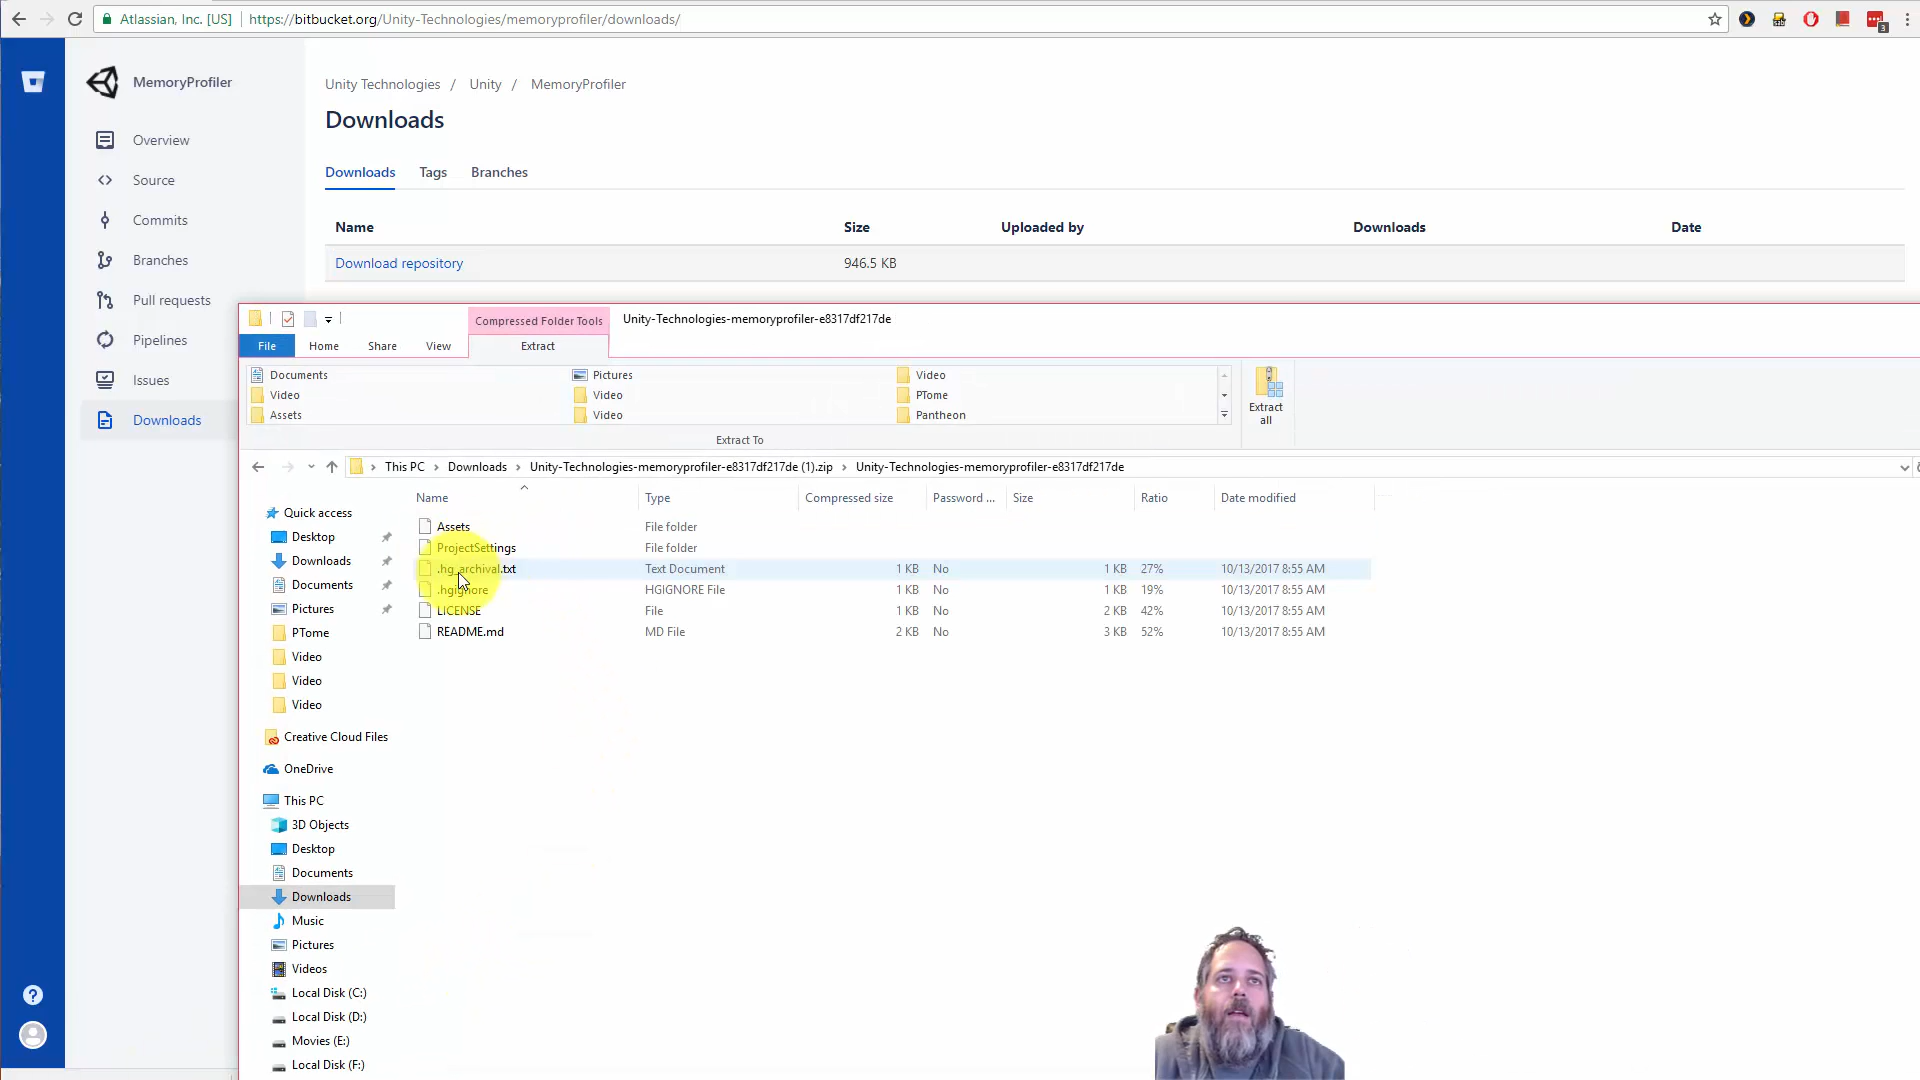 Atlassian, Inc. [US] | https://bitbucket.org/Unity-Technologies/memoryprofiler/downloads/
3
MemoryProfiler
Overview
Source
Commits
Branches
Pull requests
Pipelines
Issues
Downloads
Unity Technologies / Unity / MemoryProfiler
Downloads
Downloads Tags Branches
Name Size Uploaded by Downloads Date
Download repository 946.5 KB
Compressed Folder Tools Unity-Technologies-memoryprofiler-e8317df217de
File Home Share View Extract
Documents Pictures Video
Video Video PTome
Assets Video Pantheon
Extract all
Extract To
This PC > Downloads > Unity-Technologies-memoryprofiler-e8317df217de (1).zip > Unity-Technologies-memoryprofiler-e8317df217de
Name Type Compressed size Password ... Size Ratio Date modified
Assets File folder
ProjectSettings File folder
.hg_archival.txt Text Document 1 KB No 1 KB 27% 10/13/2017 8:55 AM
.hgignore HGIGNORE File 1 KB No 1 KB 19% 10/13/2017 8:55 AM
LICENSE File 1 KB No 2 KB 42% 10/13/2017 8:55 AM
README.md MD File 2 KB No 3 KB 52% 10/13/2017 8:55 AM
Quick access
Desktop
Downloads
Documents
Pictures
PTome
Video
Video
Video
Creative Cloud Files
OneDrive
This PC
3D Objects
Desktop
Documents
Downloads
Music
Pictures
Videos
Local Disk (C:)
Local Disk (D:)
Movies (E:)
Local Disk (F:)